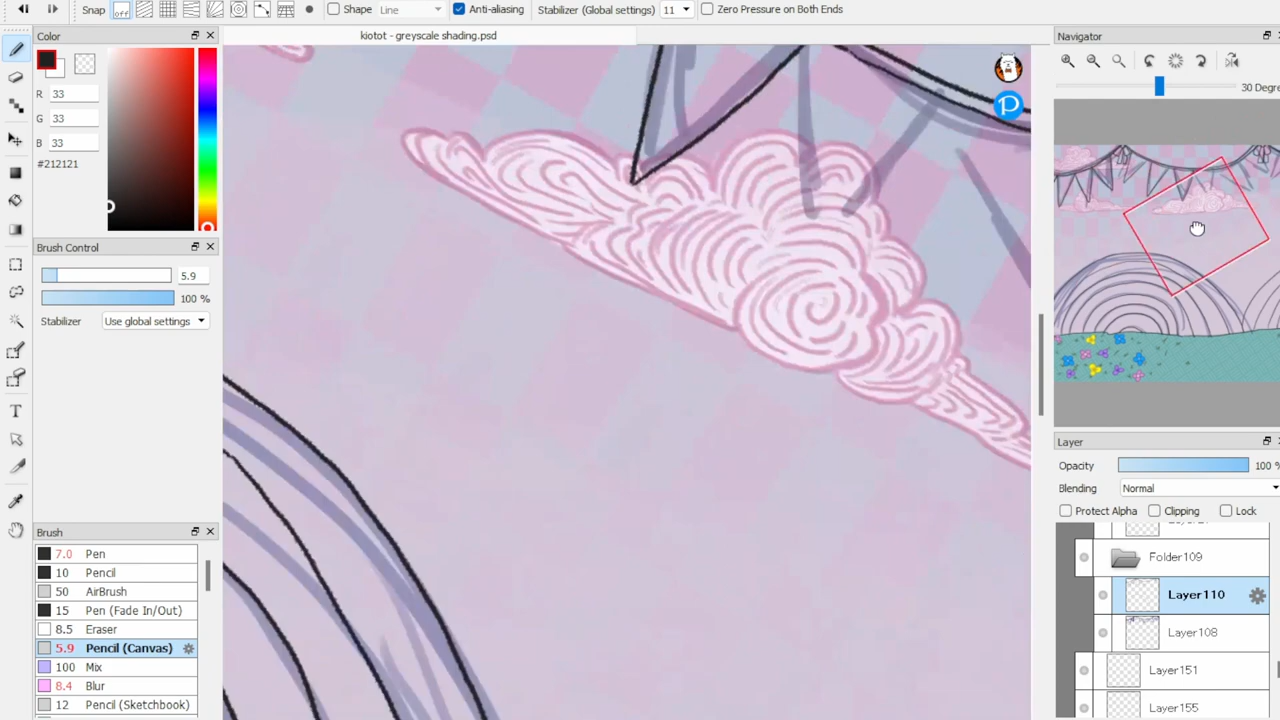 Snap
off
Shape
Line
Anti-aliasing
Stabilizer (Global settings)
11
Zero Pressure on Both Ends
Color
kiotot - greyscale shading.psd
Navigator
R
33
G
33
B
33
#212121
30 Degre
Brush Control
5.9
100 %
Stabilizer
Use global settings
T
Layer
Opacity
100 %
Blending
Normal
Protect Alpha
Clipping
Lock
Folder109
Layer110
Layer108
Layer151
Layer155
Brush
7.0 Pen
10 Pencil
50 AirBrush
15 Pen (Fade In/Out)
8.5 Eraser
5.9 Pencil (Canvas)
100 Mix
8.4 Blur
12 Pencil (Sketchbook)
P